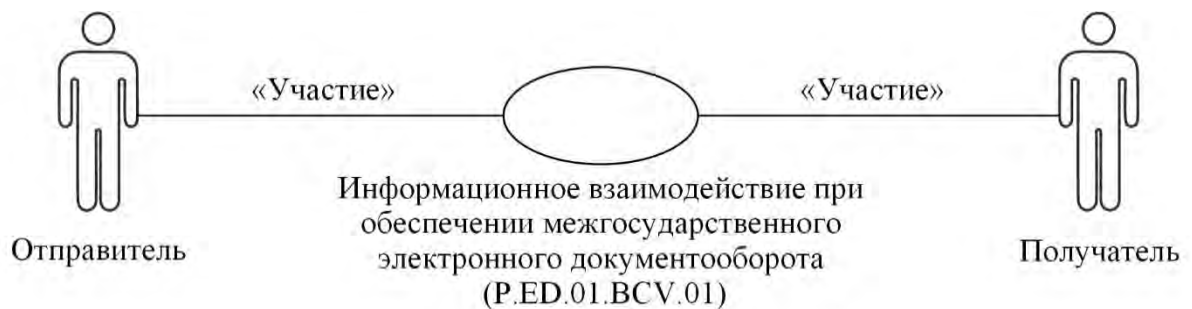 «Участие»
«Участие»
Информационное взаимодействие при
обеспечении межгосударственного
электронного документооборота
(P.ED.01.BCV.01)
Отправитель
Получатель